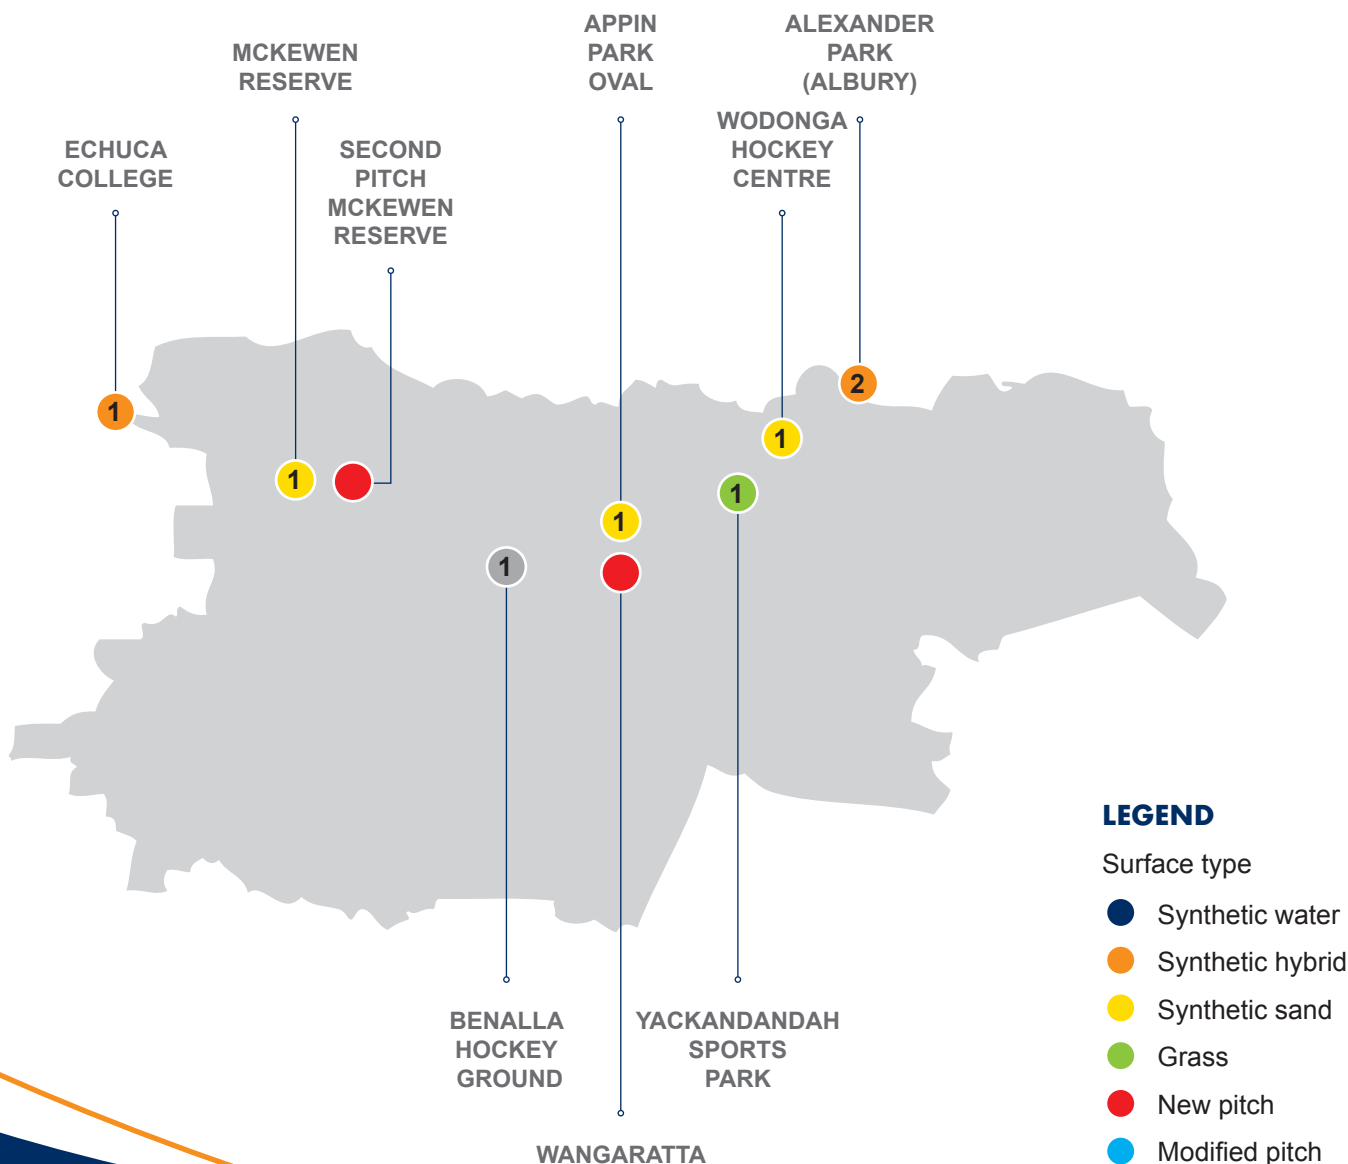 APPIN
PARK
OVAL
ALEXANDER
PARK
(ALBURY)
MCKEWEN
RESERVE
WODONGA
HOCKEY
CENTRE
ECHUCA
COLLEGE
SECOND
PITCH
MCKEWEN
RESERVE
2
1
1
1
1
1
1
1
LEGEND
Surface type
Synthetic water
Synthetic hybrid
Synthetic sand
Grass
New pitch
Modified pitch
BENALLA
HOCKEY
GROUND
YACKANDANDAH
SPORTS
PARK
WANGARATTA